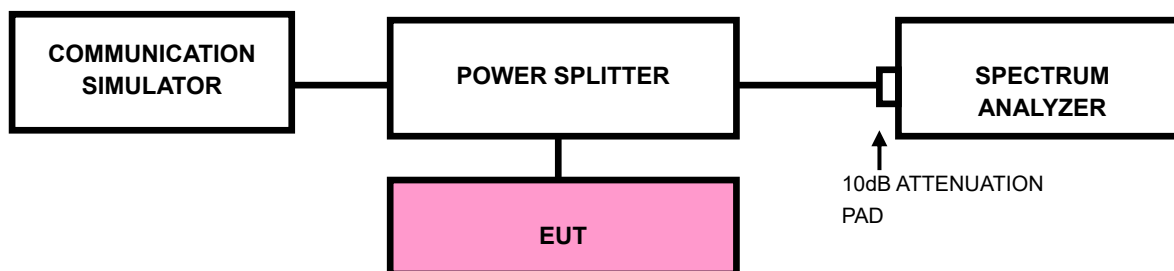 COMMUNICATION
SIMULATOR
POWER SPLITTER
SPECTRUM
ANALYZER
10dB ATTENUATION
PAD
EUT